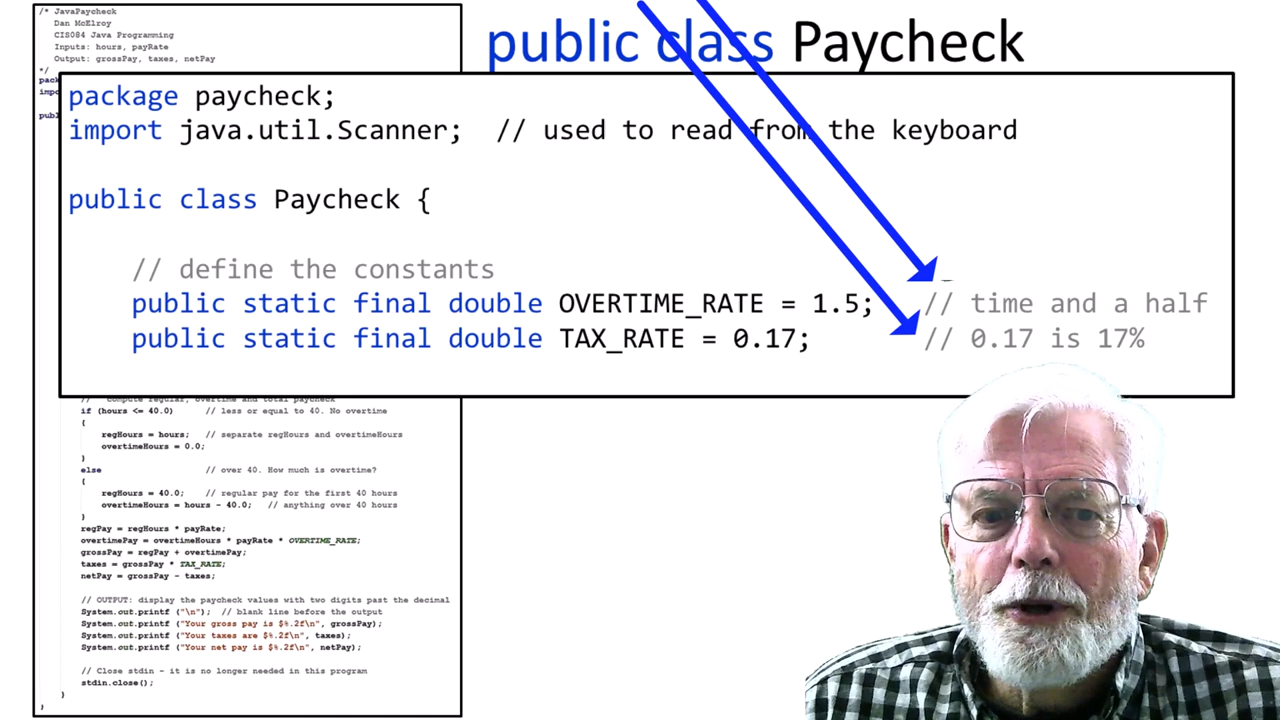 /* JavaPaycheck
Dan McElroy
CIS084 Java Programming
Inputs: hours, payRate
Output: grossPay, taxes, netPay
*/
public class Paycheck
package paycheck;
import java.util.Scanner; // used to read from the keyboard
public class Paycheck {
// define the constants
public static final double OVERTIME_RATE = 1.5; // time and a half
public static final double TAX_RATE = 0.17; // 0.17 is 17%
// compute regular, overtime and total paycheck
if (hours <= 40.0) // less or equal to 40. No overtime
{
regHours = hours; // separate regHours and overtimeHours
overtimeHours = 0.0;
}
else // over 40. How much is overtime?
{
regHours = 40.0; // regular pay for the first 40 hours
overtimeHours = hours - 40.0; // anything over 40 hours
}
regPay = regHours * payRate;
overtimePay = overtimeHours * payRate * OVERTIME_RATE;
grossPay = regPay + overtimePay;
taxes = grossPay * TAX_RATE;
netPay = grossPay - taxes;
// OUTPUT: display the paycheck values with two digits past the decimal
System.out.printf ("\n"); // blank line before the output
System.out.printf ("Your gross pay is $%.2f\n", grossPay);
System.out.printf ("Your taxes are $%.2f\n", taxes);
System.out.printf ("Your net pay is $%.2f\n", netPay);
// Close stdin - it is no longer needed in this program
stdin.close();
}